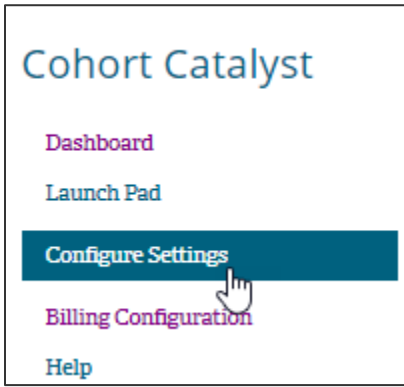 Cohort Catalyst
Dashboard
Launch Pad
Configure Settings
Billing Configuration
Help